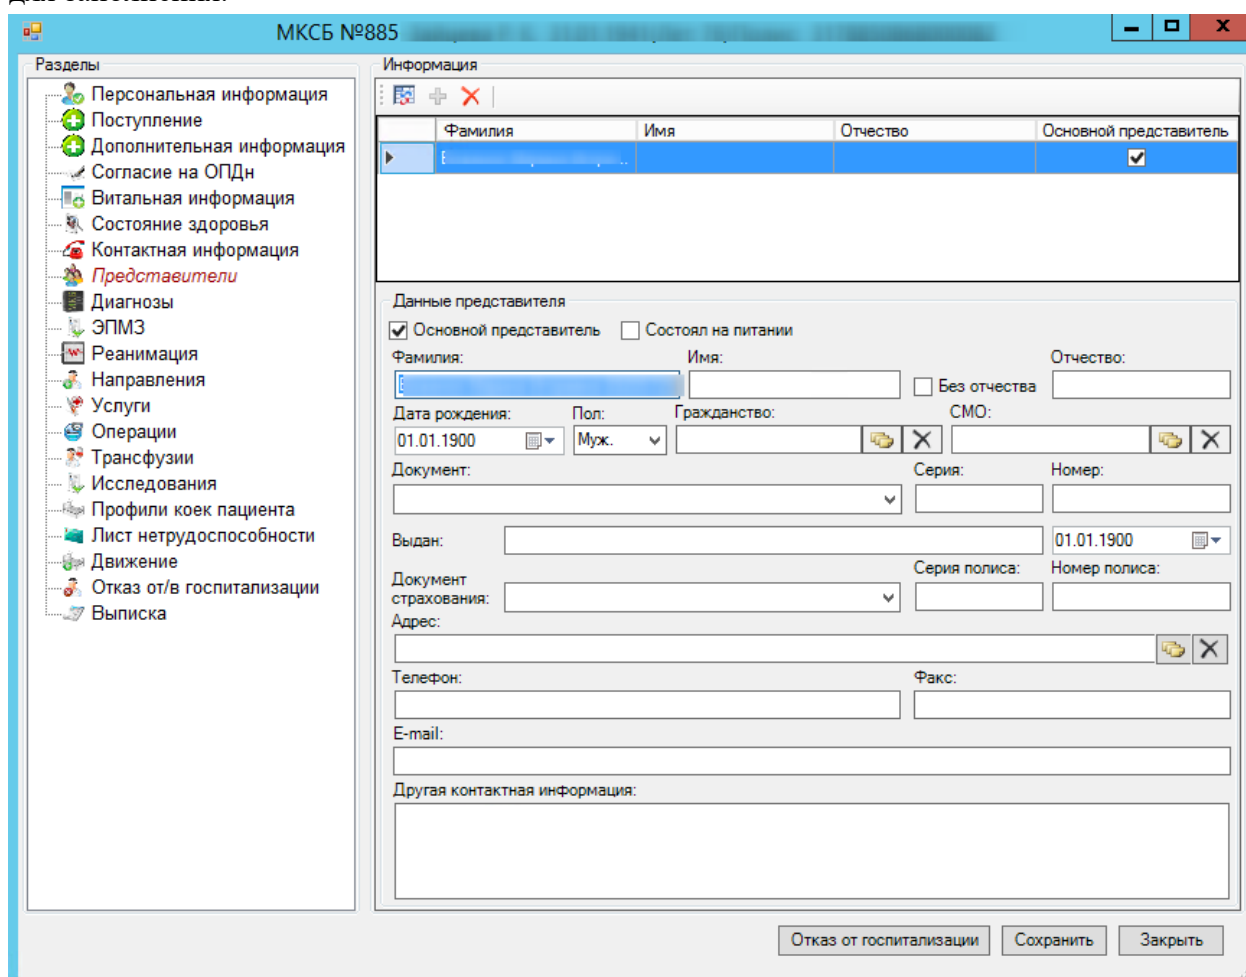 для заполнения.
МКСБ №885
Разделы
Персональная информация
Поступление
Дополнительная информация
Согласие на ОПДн
Витальная информация
Состояние здоровья
Контактная информация
Представители
Диагнозы
ЭПМЗ
Реанимация
Направления
Услуги
Операции
Трансфузии
Исследования
Профили коек пациента
Лист нетрудоспособности
Движение
Отказ от/в госпитализации
Выписка
Информация
Фамилия Имя Отчество Основной представитель
Данные представителя
Основной представитель Состоял на питании
Фамилия: Имя: Отчество:
Без отчества
Дата рождения: Пол: Гражданство: СМО:
01.01.1900 Муж.
Документ: Серия: Номер:
Выдан: 01.01.1900
Серия полиса: Номер полиса:
Документ
страхования:
Адрес:
Телефон: Факс:
E-mail:
Другая контактная информация:
Отказ от госпитализации Сохранить Закрыть